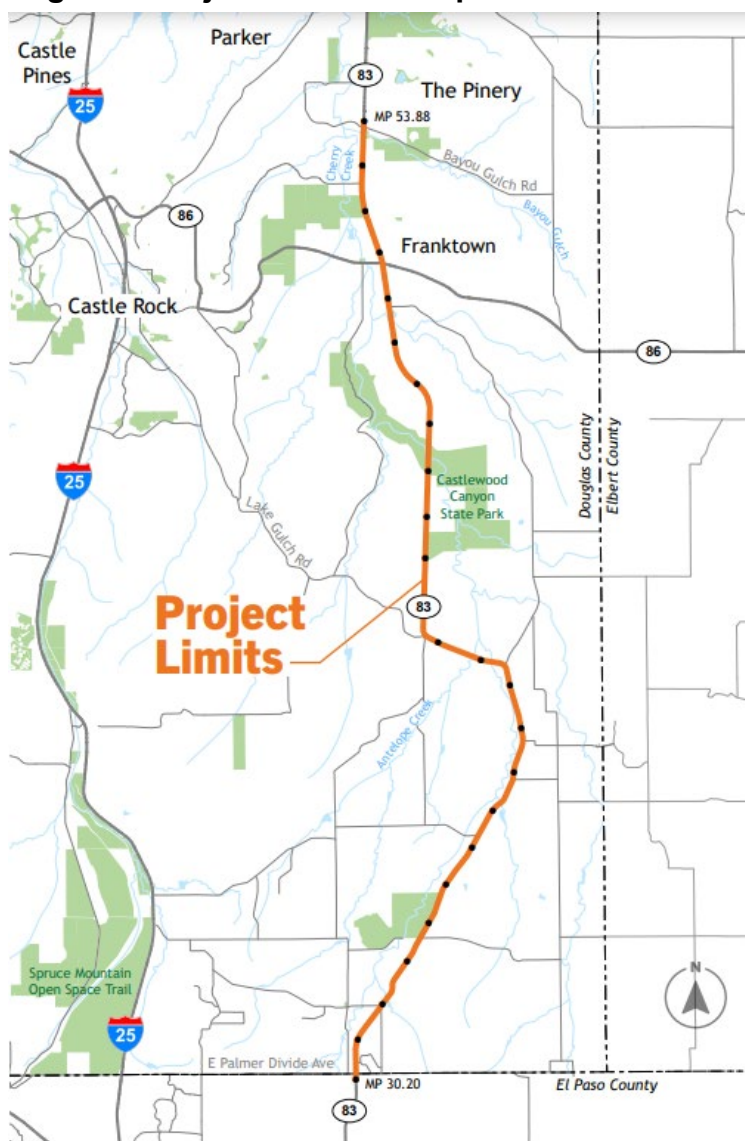 Parker
Castle
Pines
83
The Pinery
25
MP 53.88
Cherry
Creek
Bayou Gulch Rd
Bayou Gulch
86
Franktown
Castle Rock
86
Douglas County
Elbert County
25
Castlewood
Canyon
State Park
Lake Gulch Rd
Project
Limits
83
Antelope Creek
N
Spruce Mountain
Open Space Trail
25
E Palmer Divide Ave
MP 30.20
El Paso County
83